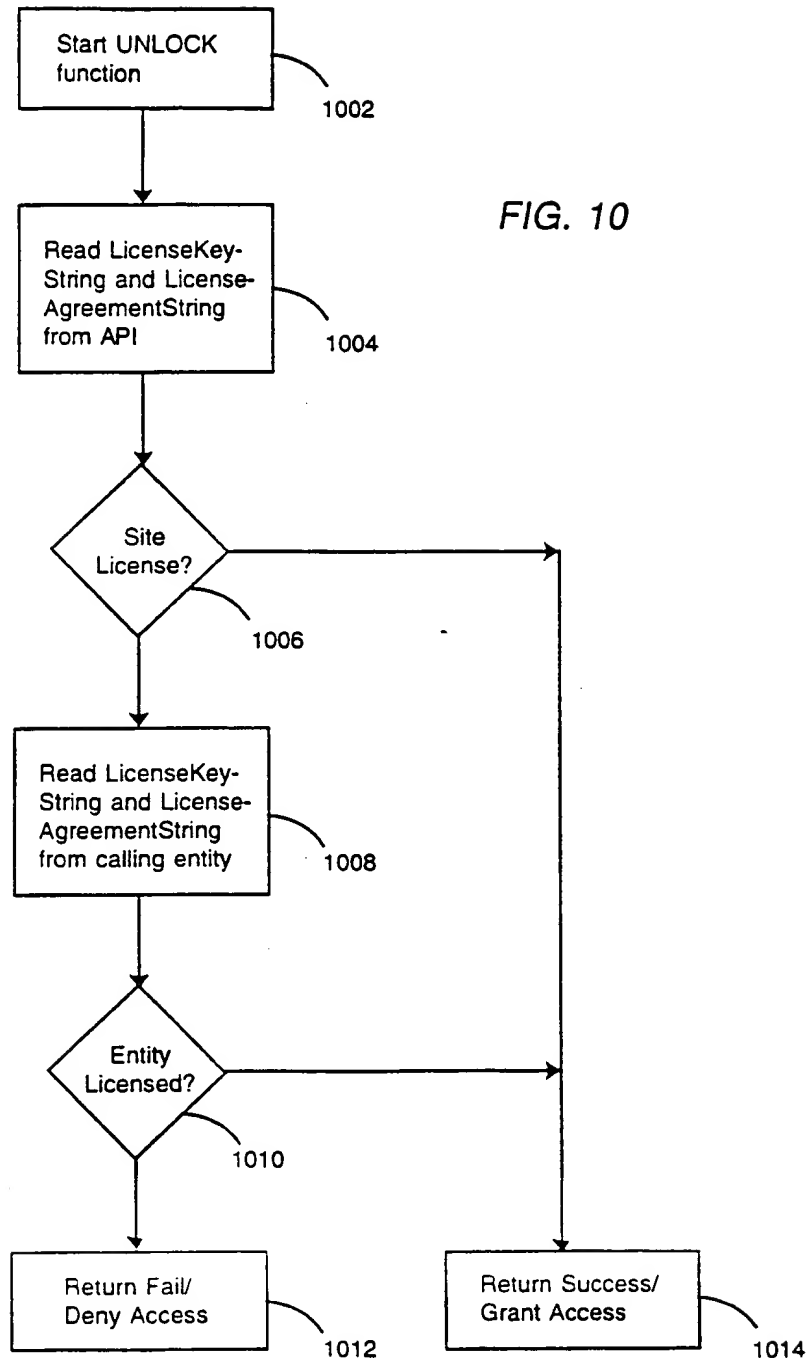 Start UNLOCK
function
1002
FIG. 10
Read LicenseKey-
String and License-
AgreementString
from API
1004
Site
License?
1006
Read LicenseKey-
String and License-
AgreementString
from calling entity
1008
Entity
Licensed?
1010
Return Fail/
Deny Access
1012
Return Success/
Grant Access
1014